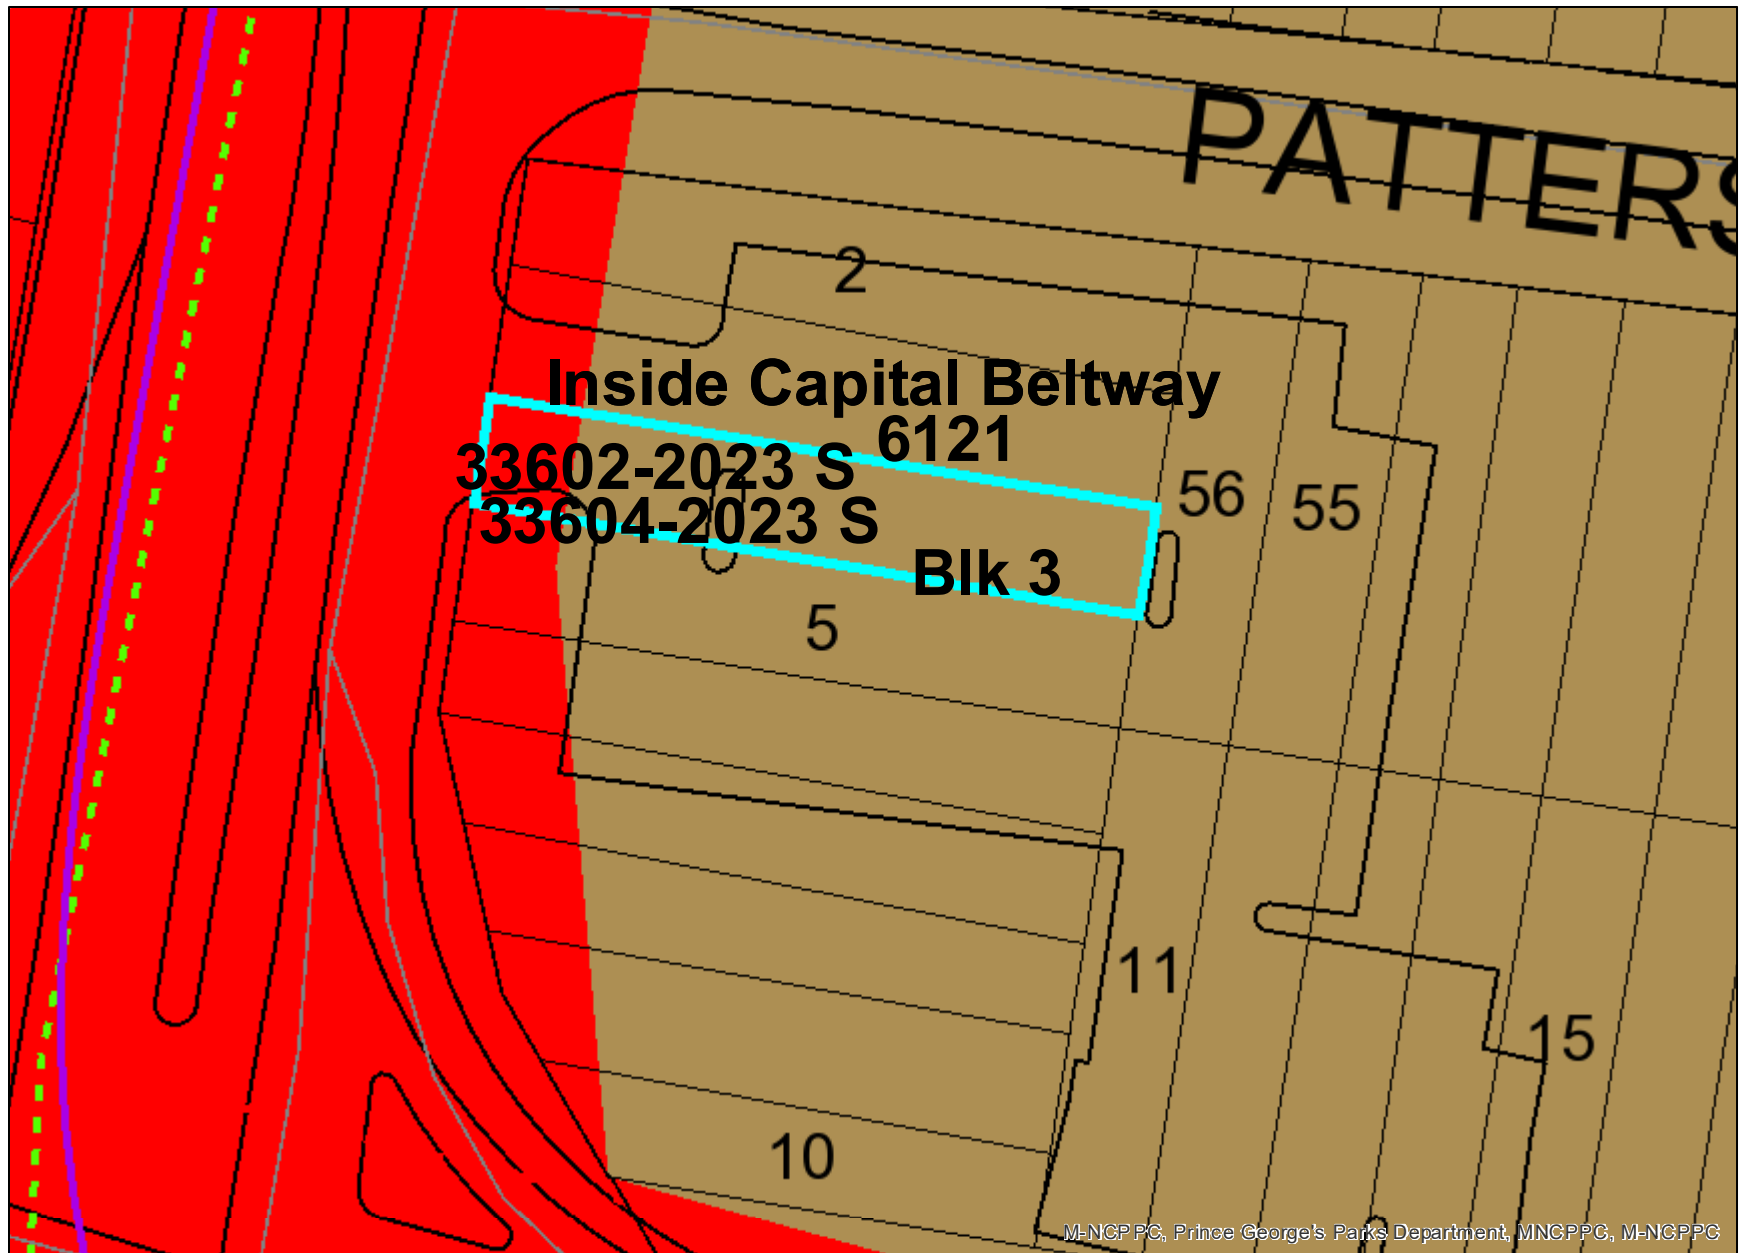 PATTERS
2
Inside Capital Beltway
6121
33602-2023 S
56
55
33604-2023 S
Blk 3
5
11
15
10
M-NCPPC, Prince George's Parks Department, MNCPPC, M-NCPPC